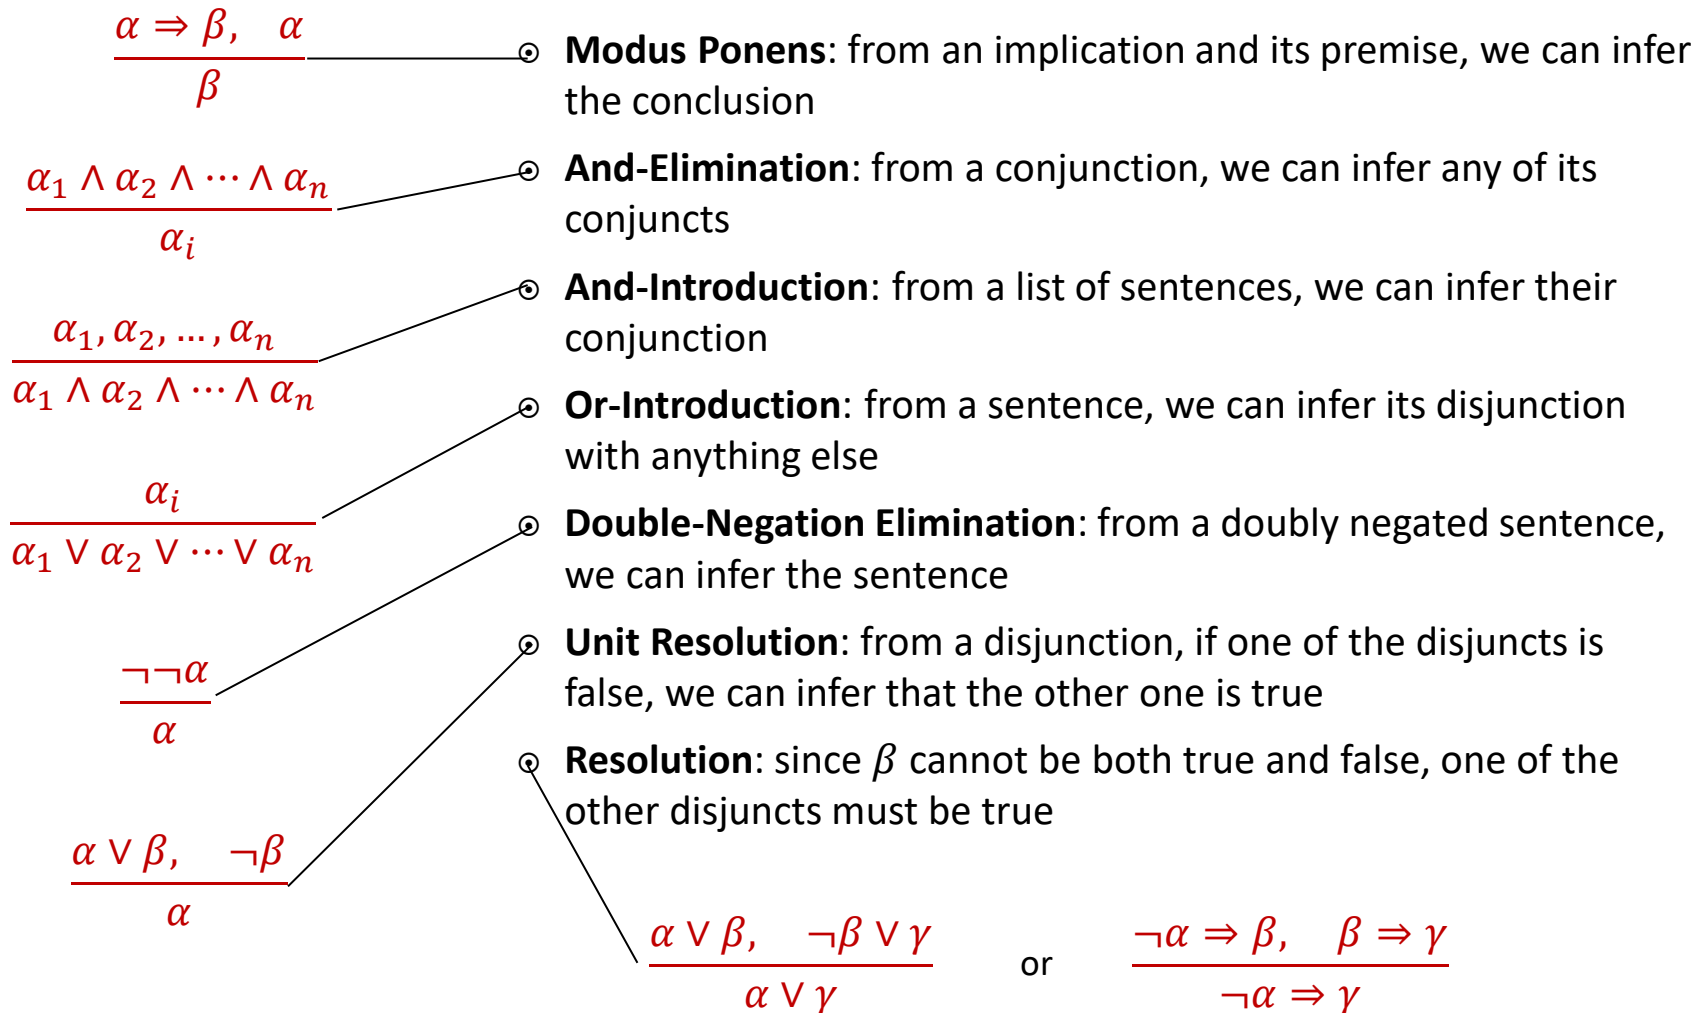 α ⇒ β, α
β
⊙ Modus Ponens: from an implication and its premise, we can infer
the conclusion
α₁ ∧ α₂ ∧ ⋯ ∧ αₙ
αᵢ
⊙ And-Elimination: from a conjunction, we can infer any of its
conjuncts
α₁, α₂, … , αₙ
α₁ ∧ α₂ ∧ ⋯ ∧ αₙ
⊙ And-Introduction: from a list of sentences, we can infer their
conjunction
αᵢ
α₁ ∨ α₂ ∨ ⋯ ∨ αₙ
⊙ Or-Introduction: from a sentence, we can infer its disjunction
with anything else
¬¬α
α
⊙ Double-Negation Elimination: from a doubly negated sentence,
we can infer the sentence
α ∨ β, ¬β
α
⊙ Unit Resolution: from a disjunction, if one of the disjuncts is
false, we can infer that the other one is true
⊙ Resolution: since β cannot be both true and false, one of the
other disjuncts must be true
α ∨ β, ¬β ∨ γ
α ∨ γ
or
¬α ⇒ β, β ⇒ γ
¬α ⇒ γ